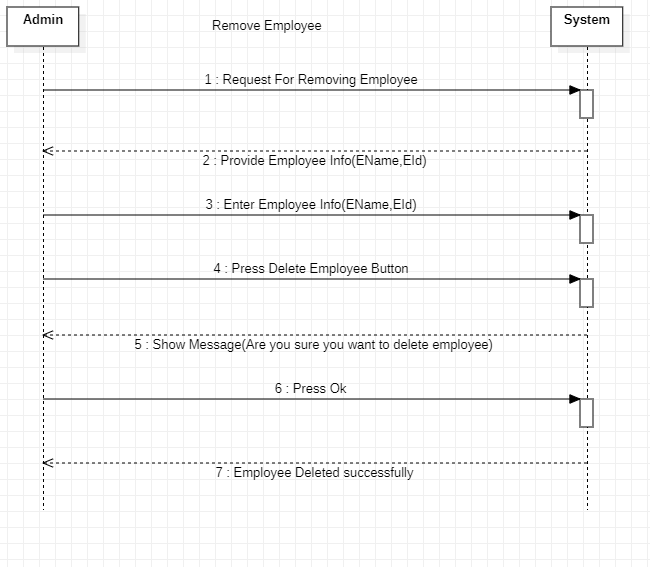 Admin
Remove Employee
System
1 : Request For Removing Employee
2 : Provide Employee Info(EName,EId)
3 : Enter Employee Info(EName,EId)
4 : Press Delete Employee Button
5 : Show Message(Are you sure you want to delete employee)
6 : Press Ok
7 : Employee Deleted successfully